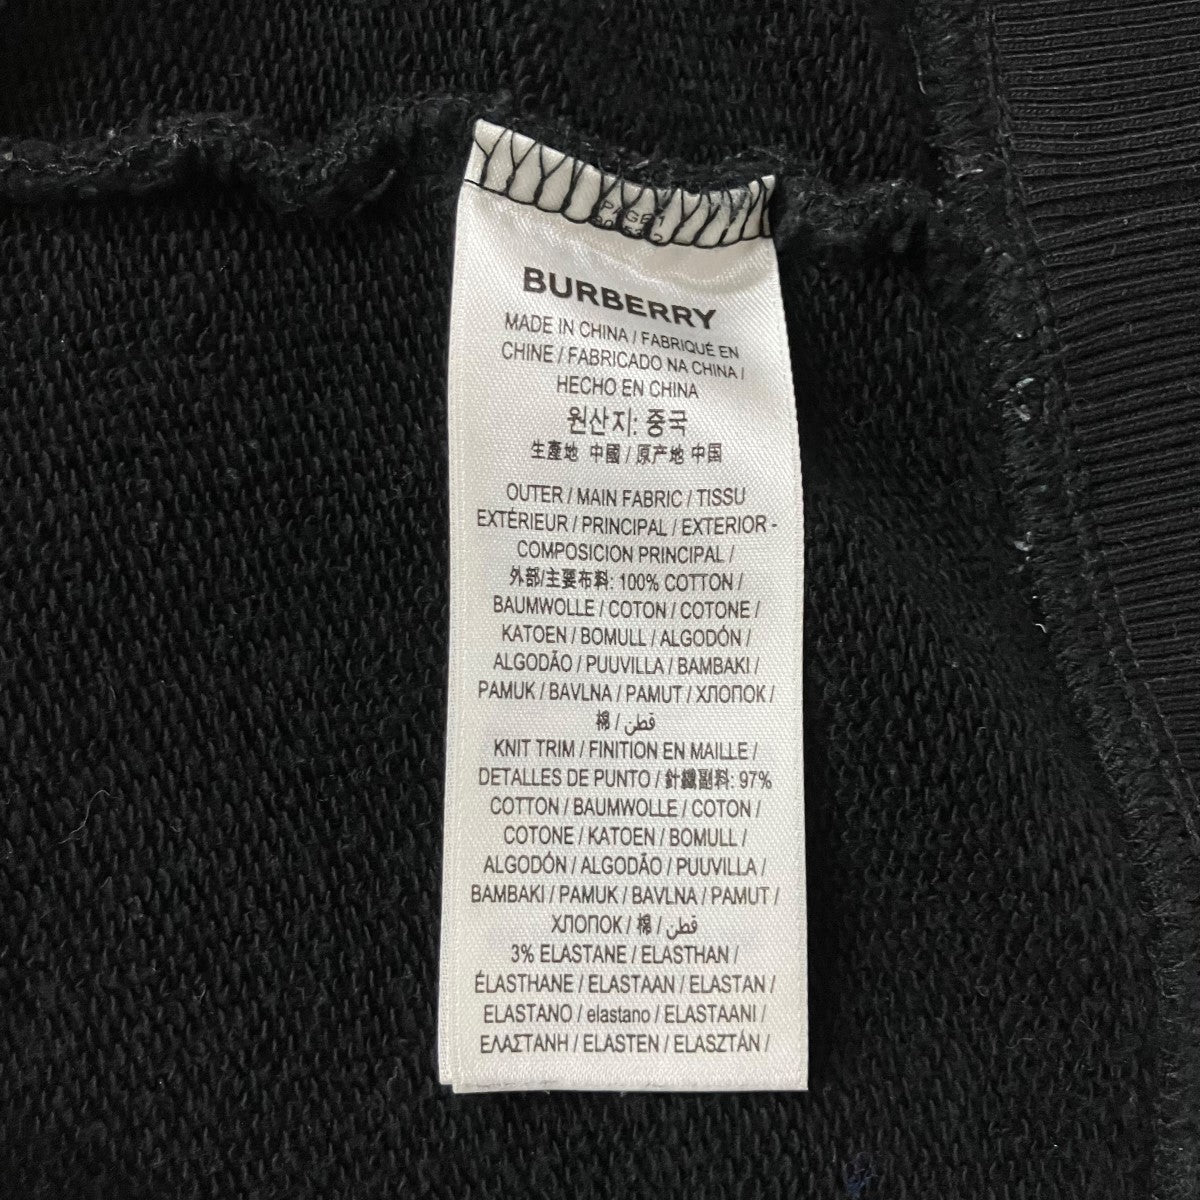 PAGE1
BURBERRY
MADE IN CHINA / FABRIQUÉ EN
CHINE / FABRICADO NA CHINA /
HECHO EN CHINA
원산지: 중국
生產地 中國 / 原产地 中国
OUTER / MAIN FABRIC / TISSU
EXTÉRIEUR / PRINCIPAL / EXTERIOR -
COMPOSICION PRINCIPAL /
外部/主要布料: 100% COTTON /
BAUMWOLLE / COTON / COTONE /
KATOEN / BOMULL / ALGODÓN /
ALGODÃO / PUUVILLA / BAMBAKI /
PAMUK / BAVLNA / PAMUT / ХЛОПОК /
棉 / قطن /
KNIT TRIM / FINITION EN MAILLE /
DETALLES DE PUNTO / 針織副料: 97%
COTTON / BAUMWOLLE / COTON /
COTONE / KATOEN / BOMULL /
ALGODÓN / ALGODÃO / PUUVILLA /
BAMBAKI / PAMUK / BAVLNA / PAMUT /
ХЛОПОК / 棉 / قطن /
3% ELASTANE / ELASTHAN /
ÉLASTHANE / ELASTAAN / ELASTAN /
ELASTANO / elastano / ELASTAANI /
ΕΛΑΣΤΑΝΗ / ELASTEN / ELASZTÁN /